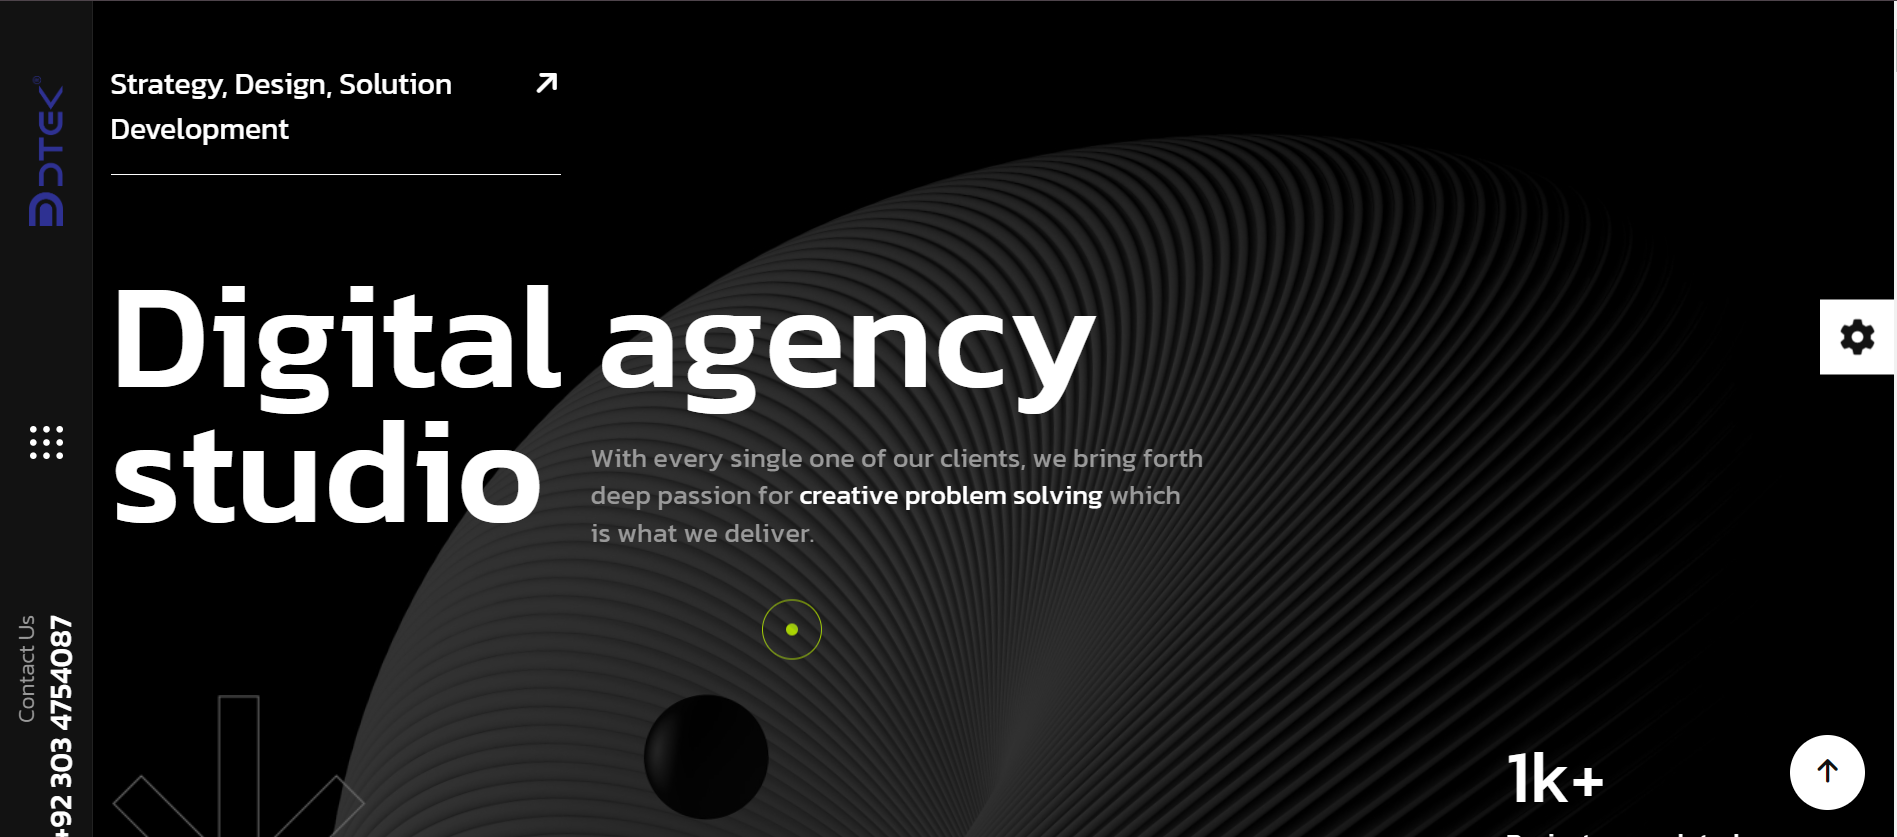 DDTEK®
Contact Us
+92 303 4754087
Strategy, Design, Solution
Development
Digital agency
studio
With every single one of our clients, we bring forth
deep passion for creative problem solving which
is what we deliver.
1k+